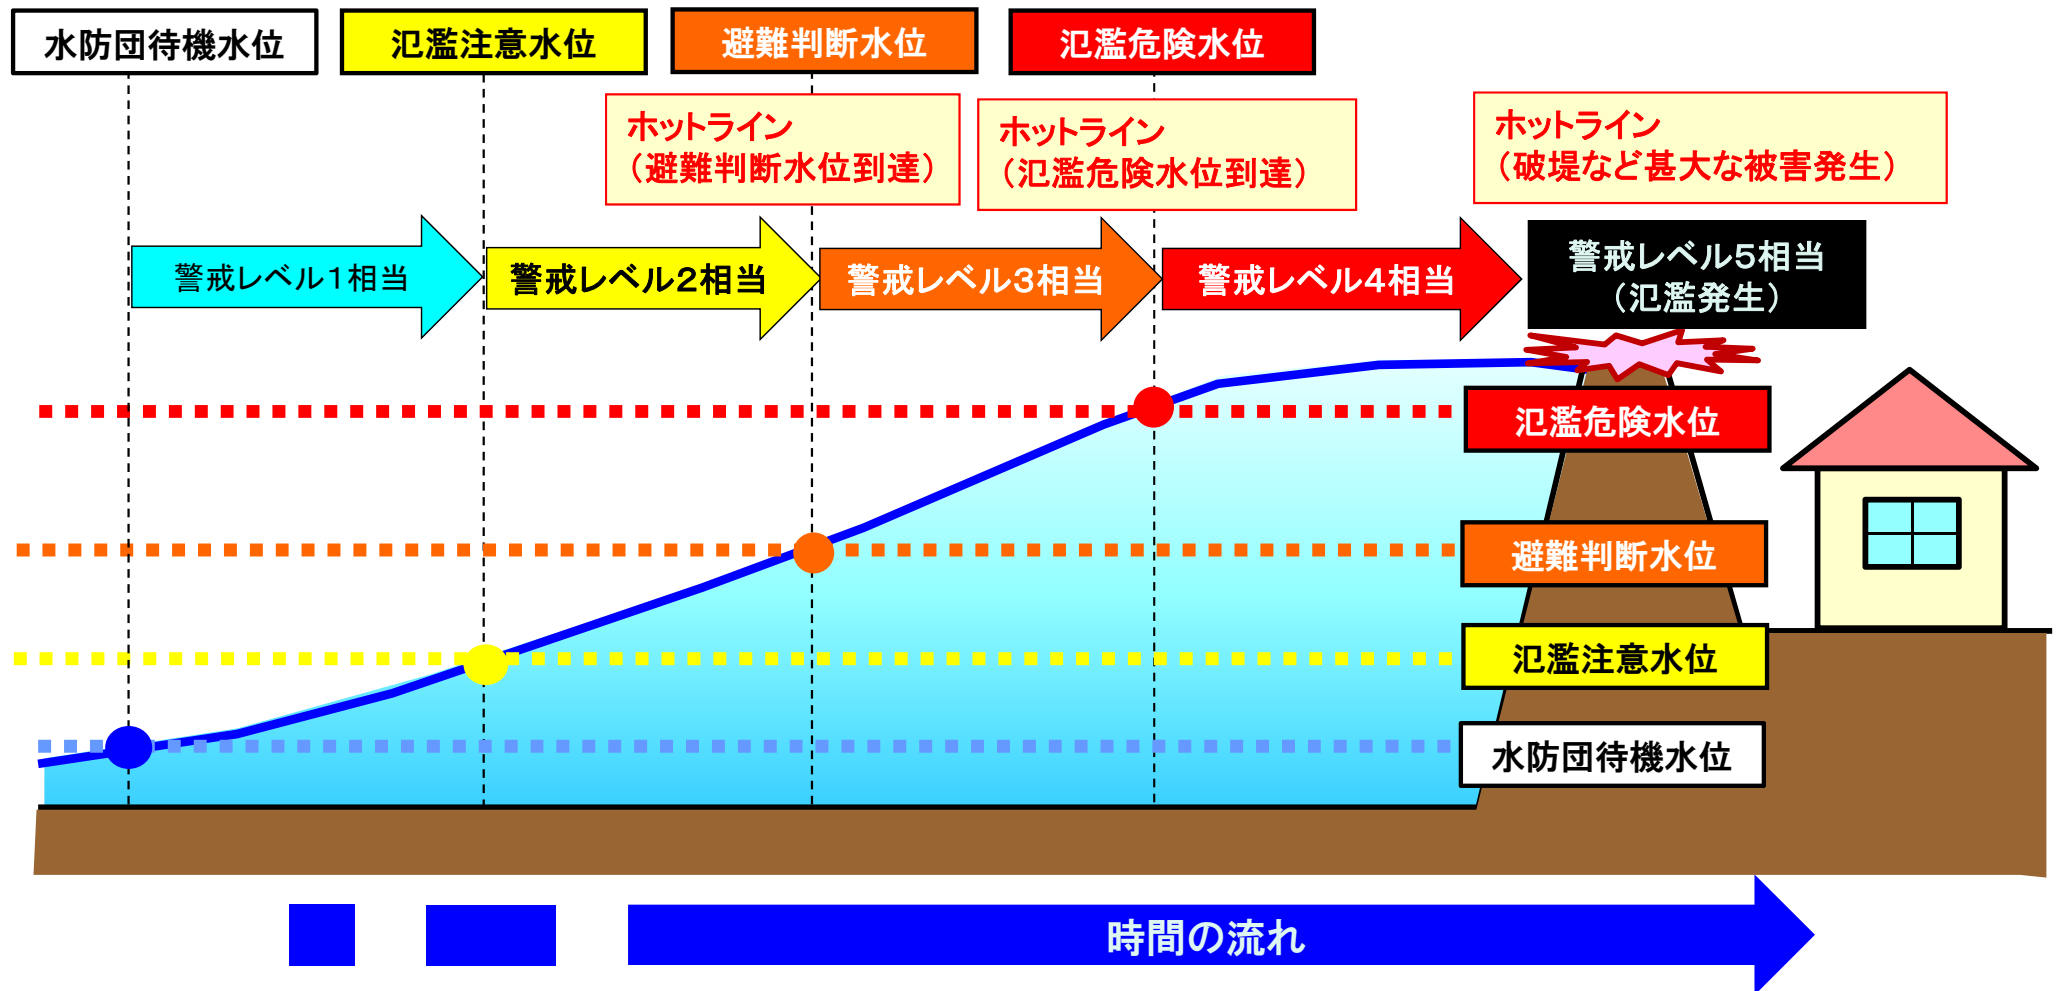 水防団待機水位
氾濫注意水位
避難判断水位
氾濫危険水位
ホットライン
（避難判断水位到達）
ホットライン
（氾濫危険水位到達）
ホットライン
（破堤など甚大な被害発生）
警戒レベル１相当
警戒レベル２相当
警戒レベル３相当
警戒レベル４相当
警戒レベル５相当
（氾濫発生）
氾濫危険水位
避難判断水位
氾濫注意水位
水防団待機水位
時間の流れ